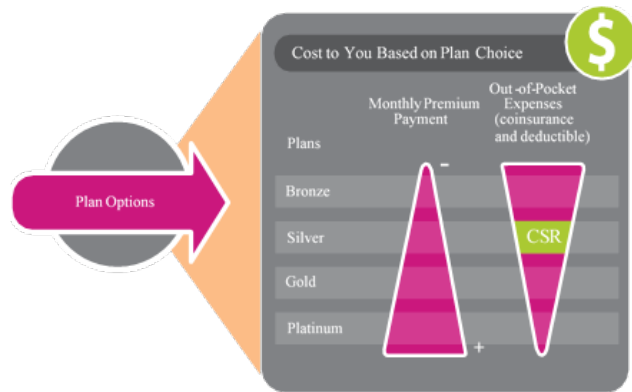 Cost to You Based on Plan Choice
$
Out-of-Pocket
Monthly Premium Expenses
Payment (coinsurance
and deductible)
Plans
-
Bronze
Plan Options
Silver
CSR
Gold
Platinum
+